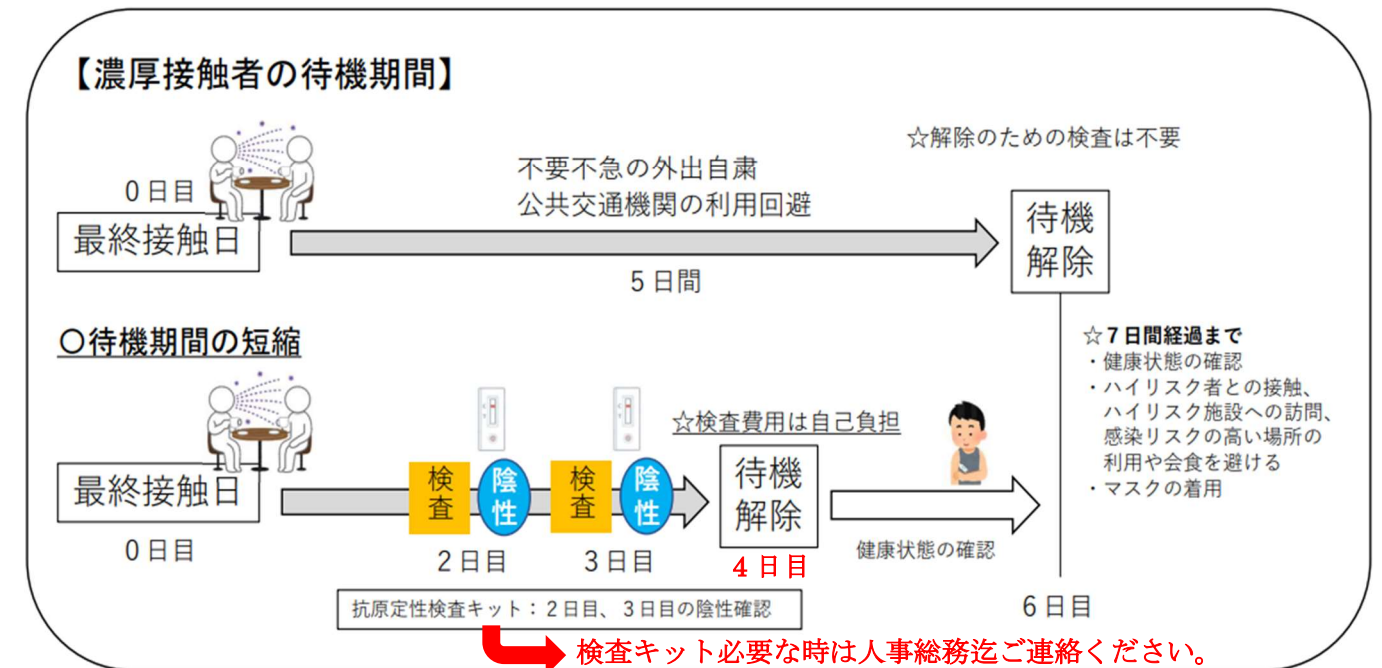 【濃厚接触者の待機期間】
☆解除のための検査は不要
０日目
最終接触日
不要不急の外出自粛
公共交通機関の利用回避
５日間
待機
解除
〇待機期間の短縮
最終接触日
０日目
検査
陰性
２日目
検査
陰性
３日目
☆検査費用は自己負担
待機
解除
４日目
健康状態の確認
☆７日間経過まで
・健康状態の確認
・ハイリスク者との接触、
ハイリスク施設への訪問、
感染リスクの高い場所の
利用や会食を避ける
・マスクの着用
６日目
抗原定性検査キット：２日目、３日目の陰性確認
検査キット必要な時は人事総務迄ご連絡ください。